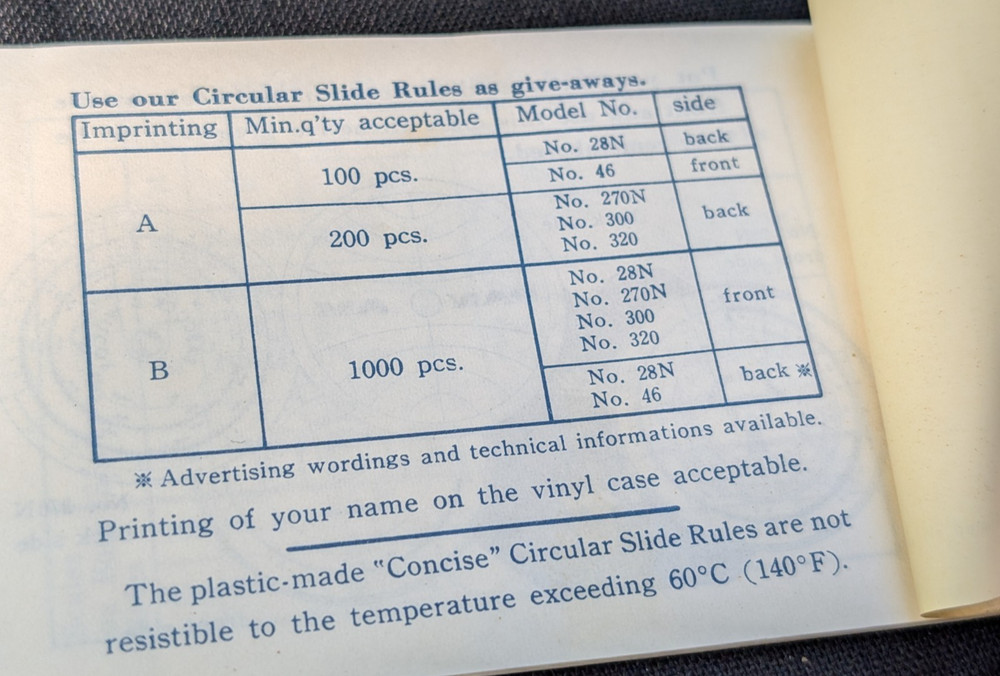 Use our Circular Slide Rules as give-aways.
Imprinting Min.q'ty acceptable Model No. side
A 100 pcs. No. 28N back
No. 46 front
200 pcs. No. 270N
No. 300 back
No. 320
B 1000 pcs. No. 28N
No. 270N front
No. 300
No. 320
No. 28N back ※
No. 46
※ Advertising wordings and technical informations available.
Printing of your name on the vinyl case acceptable.
The plastic-made “Concise” Circular Slide Rules are not
resistible to the temperature exceeding 60°C (140°F).